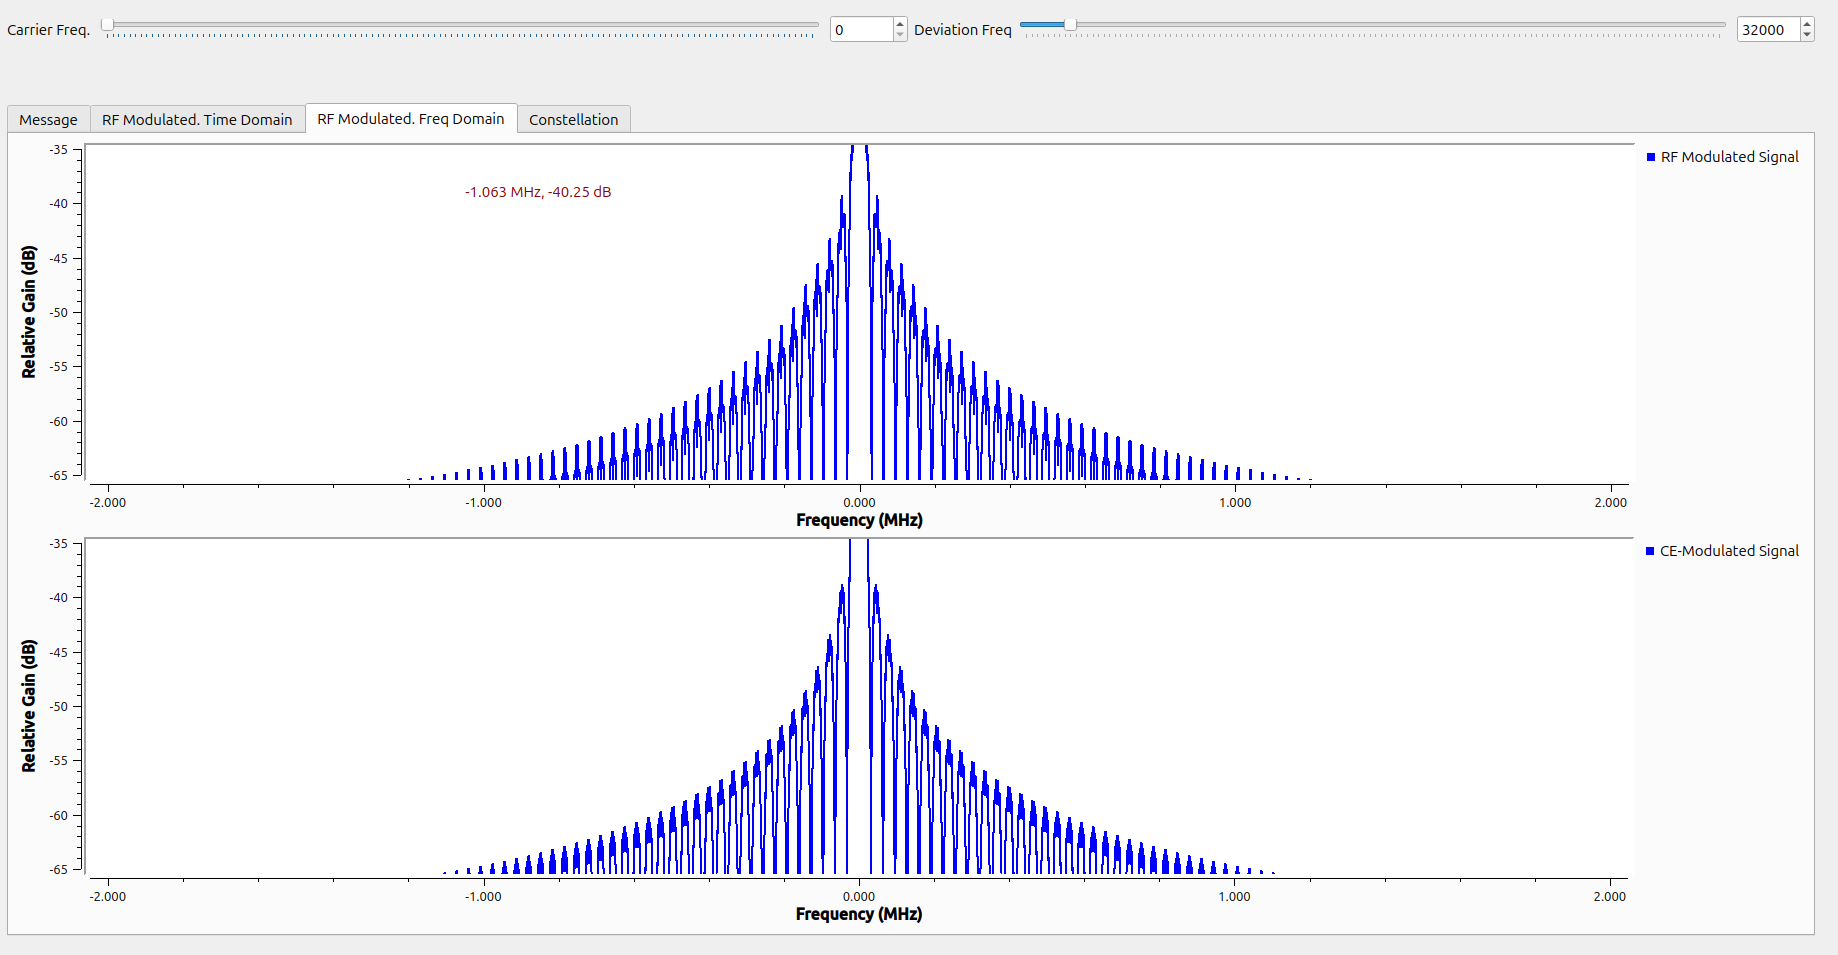 Carrier Freq. 0 Deviation Freq 32000
Message RF Modulated. Time Domain RF Modulated. Freq Domain Constellation
-35
-40
-45
-50
-55
-60
-65
Relative Gain (dB)
-1.063 MHz, -40.25 dB
RF Modulated Signal
-2.000 -1.000 0.000 1.000 2.000
Frequency (MHz)
-35
-40
-45
-50
-55
-60
-65
Relative Gain (dB)
CE-Modulated Signal
-2.000 -1.000 0.000 1.000 2.000
Frequency (MHz)